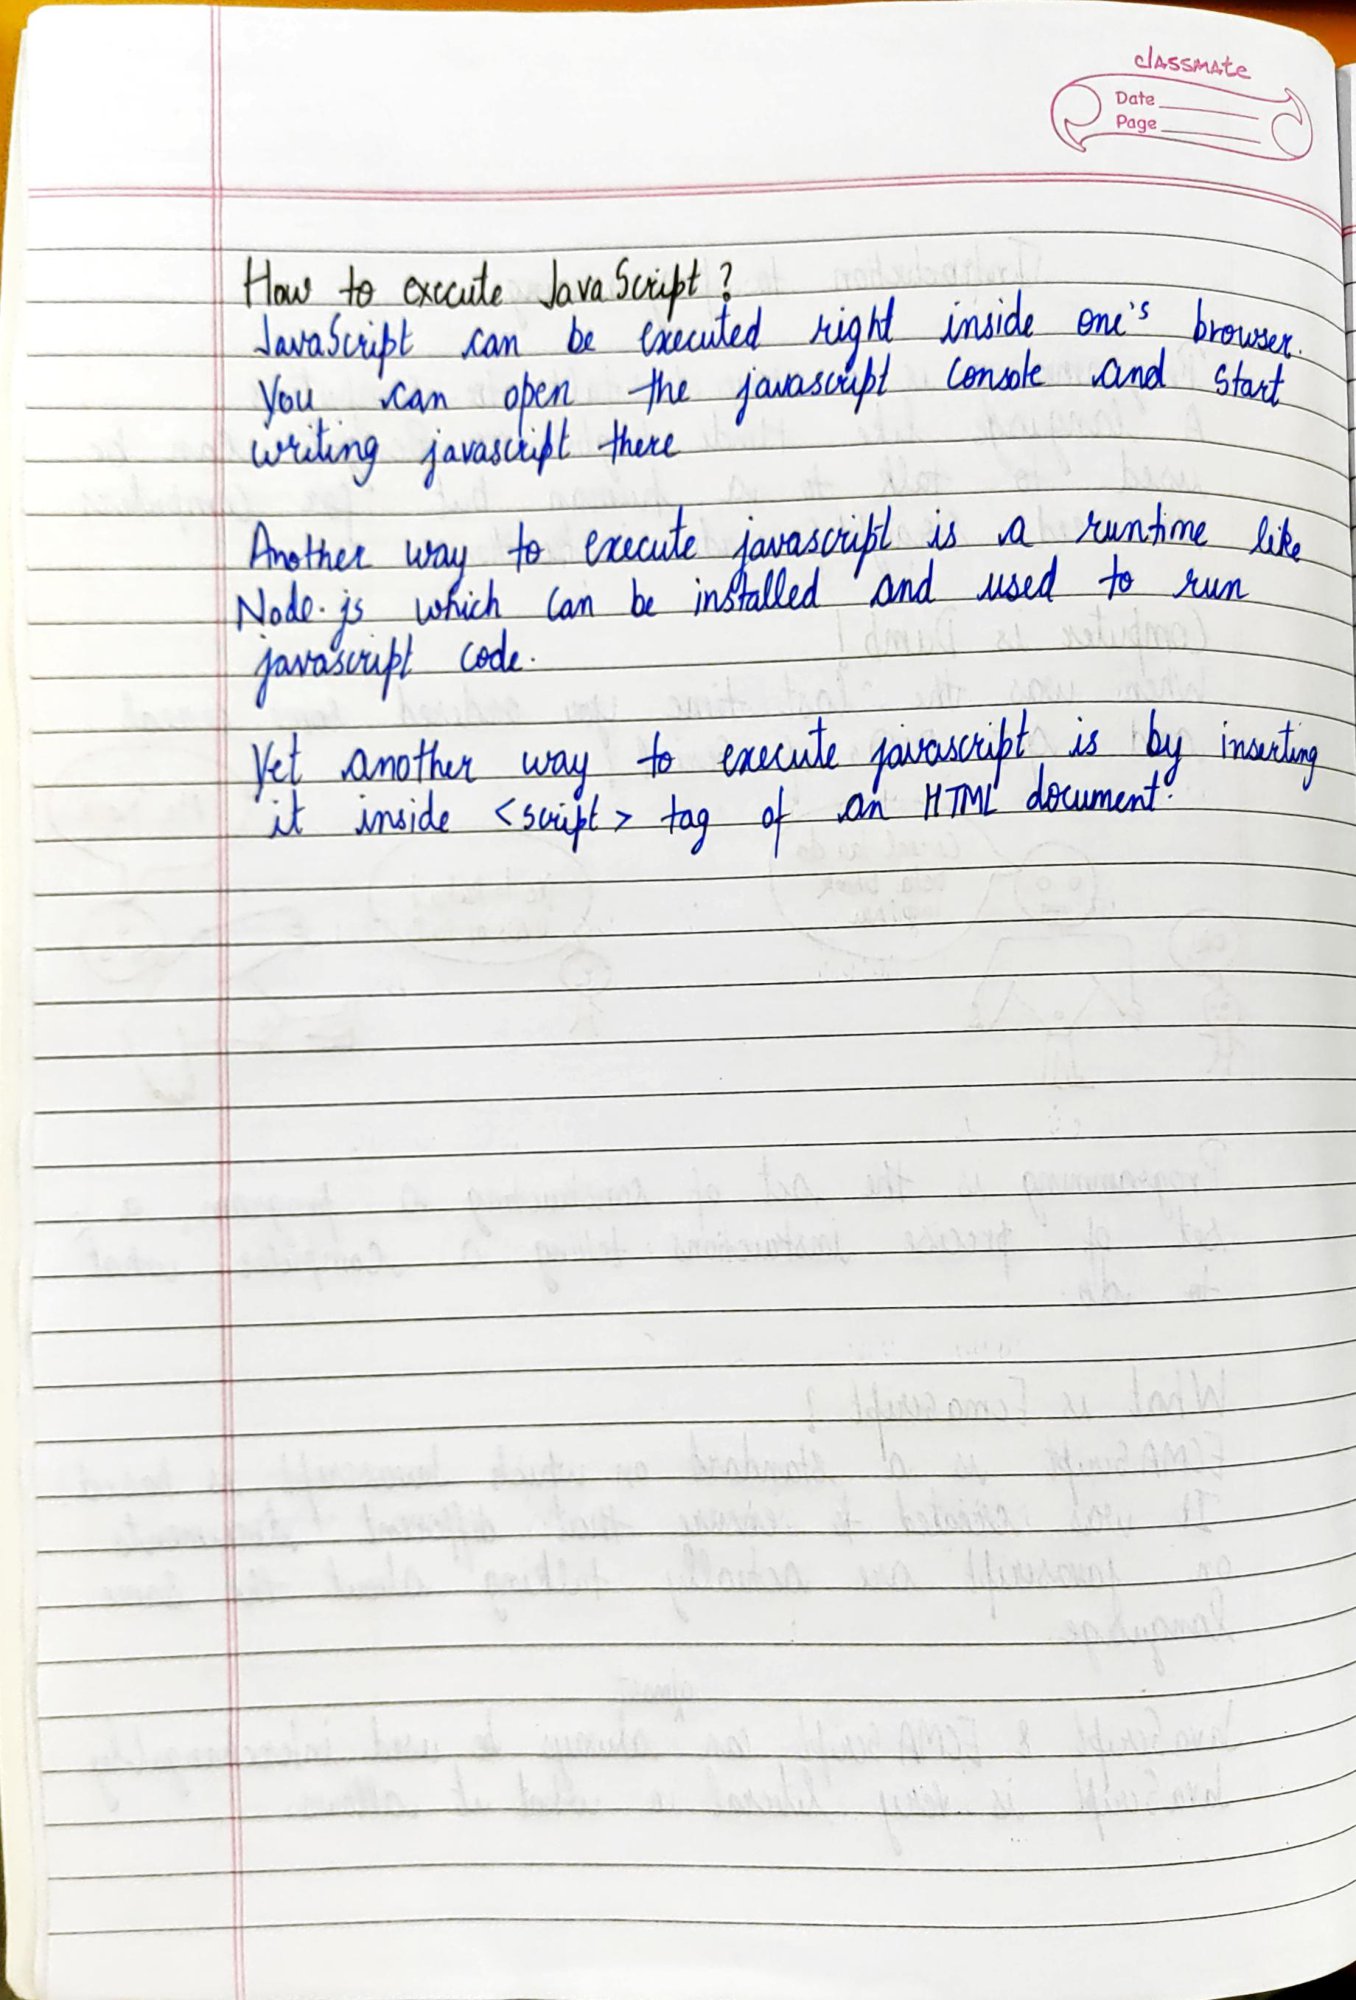 classmate
Date
Page
How to execute JavaScript?
JavaScript can be executed right inside one's browser.
You can open the javascript console and start
writing javascript there
Another way to execute javascript is a runtime like
Node.js which can be installed and used to run
javascript code.
Yet another way to execute javascript is by inserting
it inside <script> tag of an HTML document.